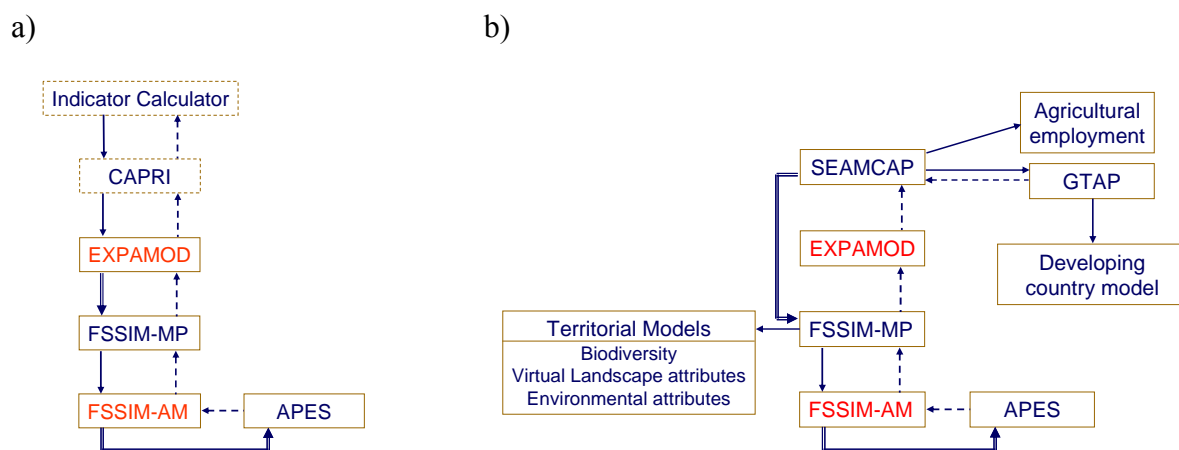 a)
Indicator Calculator
CAPRI
EXPAMOD
FSSIM-MP
FSSIM-AM
APES
b)
Agricultural
employment
SEAMCAP
GTAP
EXPAMOD
Developing
country model
FSSIM-MP
Territorial Models
Biodiversity
Virtual Landscape attributes
Environmental attributes
FSSIM-AM
APES